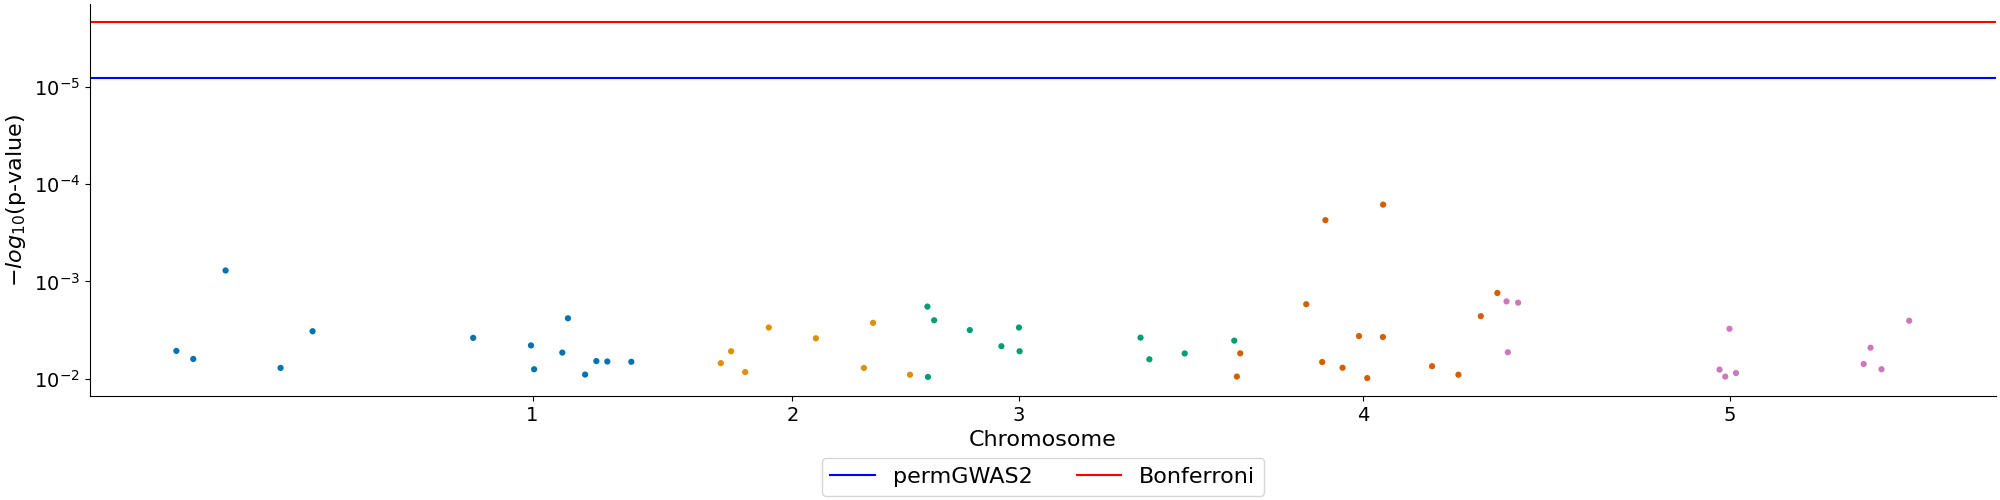 −log₁₀(p-value)
10⁻⁵
10⁻⁴
10⁻³
10⁻²
1 2 3 4 5
Chromosome
permGWAS2 Bonferroni